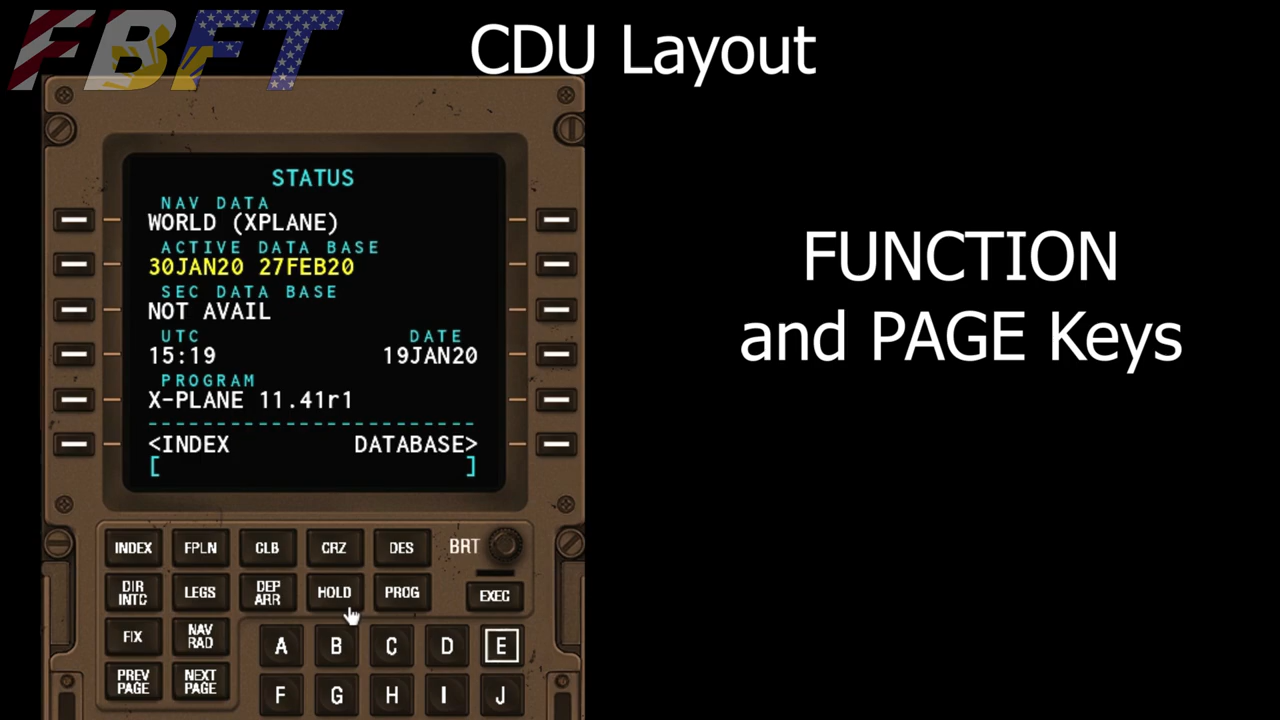 FBFT
CDU Layout
STATUS
NAV DATA
WORLD (XPLANE)
ACTIVE DATA BASE
30JAN20 27FEB20
SEC DATA BASE
NOT AVAIL
UTC DATE
15:19 19JAN20
PROGRAM
X-PLANE 11.41r1
------------------------
<INDEX DATABASE>
[ ]
FUNCTION
and PAGE Keys
INDEX FPLN CLB CRZ DES BRT
DIR INTC LEGS DEP ARR HOLD PROG EXEC
FIX NAV RAD A B C D E
PREV PAGE NEXT PAGE F G H I J